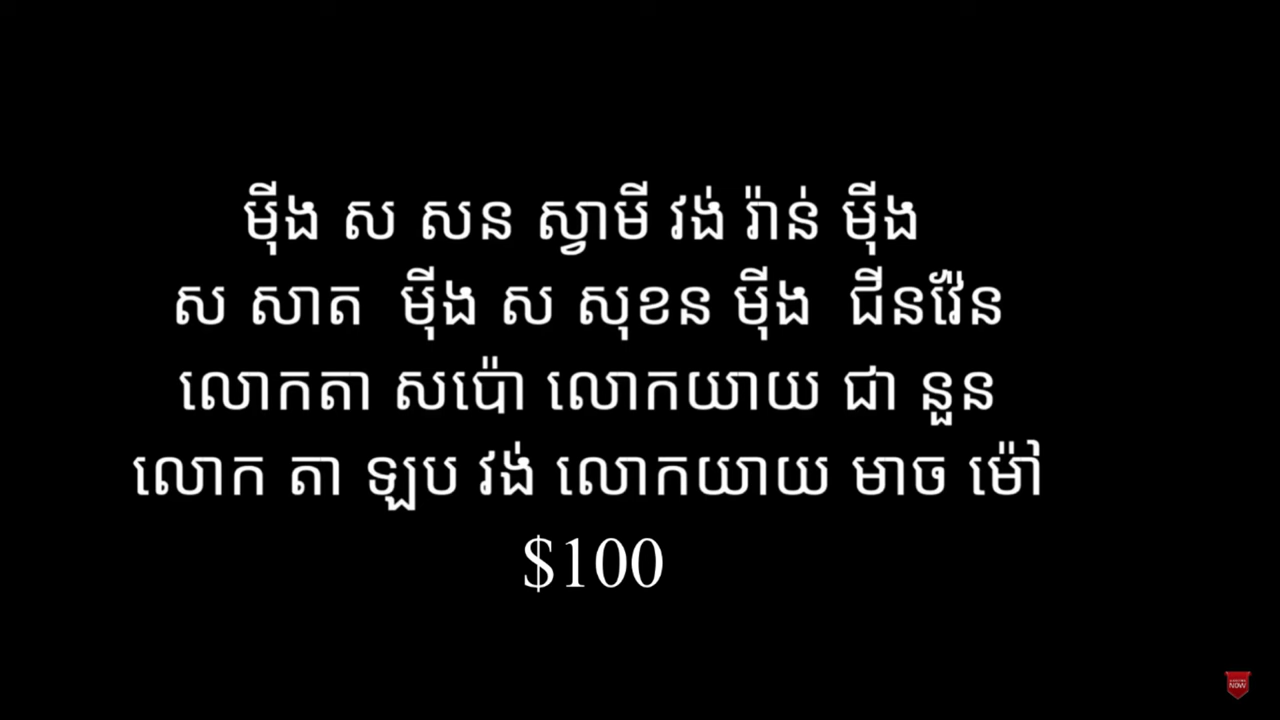 ម៉ីង ស សន ស្វាមី វង់ រ៉ាន់ ម៉ីង
ស សាត ម៉ីង ស សុខន ម៉ីង ជីនវ៉ែន
លោកតា សប៉ោ លោកយាយ ជា នួន
លោក តា ឡប វង់ លោកយាយ មាច ម៉ៅ
$100
NOW